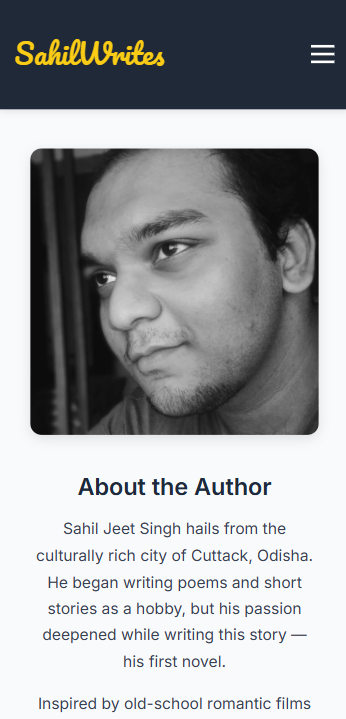 SahilWrites
About the Author
Sahil Jeet Singh hails from the
culturally rich city of Cuttack, Odisha.
He began writing poems and short
stories as a hobby, but his passion
deepened while writing this story —
his first novel.
Inspired by old-school romantic films